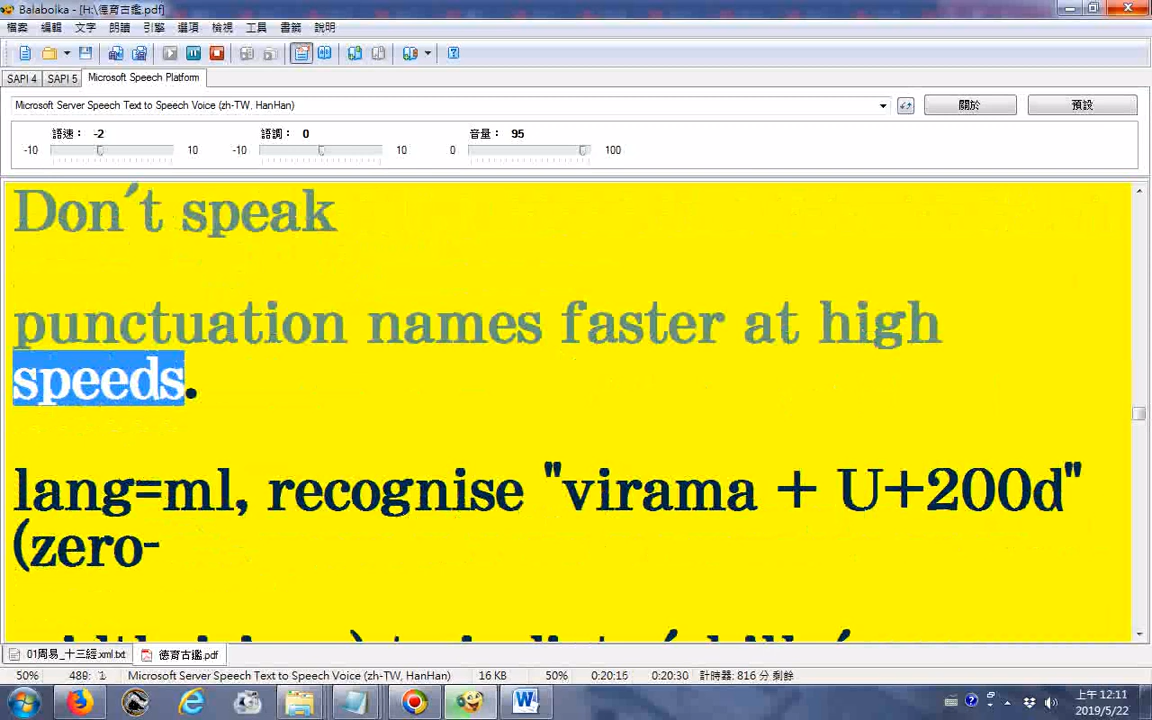 Balabolka - [H:\德育古鑑.pdf]
檔案 編輯 文字 朗讀 引擎 選項 檢視 工具 書籤 說明
SAPI 4 SAPI 5 Microsoft Speech Platform
Microsoft Server Speech Text to Speech Voice (zh-TW, HanHan) 關於 預設
語速： -2 語調： 0 音量： 95
-10 10 -10 10 0 100
Don´t speak
punctuation names faster at high
speeds.
lang=ml, recognise "virama + U+200d"
(zero-
01周易_十三經.xml.txt 德育古鑑.pdf
50% 488: 1 Microsoft Server Speech Text to Speech Voice (zh-TW, HanHan) 16 KB 50% 0:20:16 0:20:30 計時器: 816 分 剩餘
上午 12:11
2019/5/22